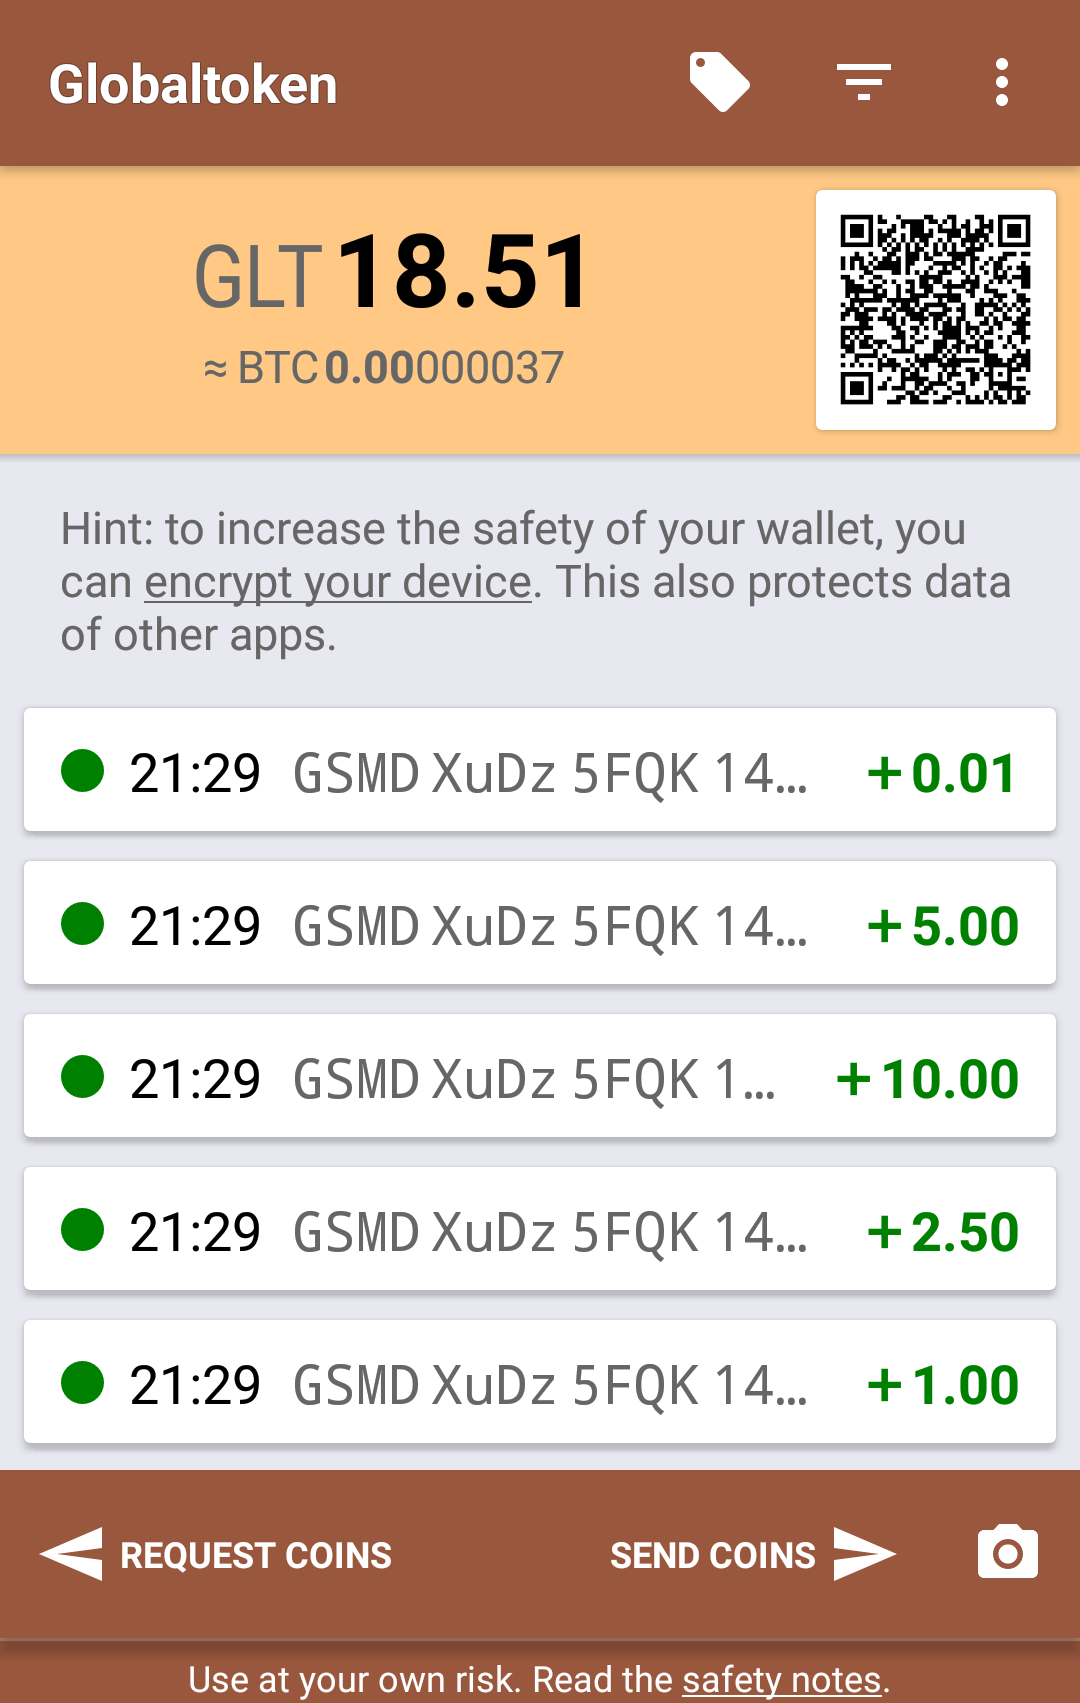 Globaltoken
GLT 18.51
≈ BTC 0.00000037
Hint: to increase the safety of your wallet, you
can encrypt your device. This also protects data
of other apps.
21:29 GSMD XuDz 5FQK 14… +0.01
21:29 GSMD XuDz 5FQK 14… +5.00
21:29 GSMD XuDz 5FQK 1… +10.00
21:29 GSMD XuDz 5FQK 14… +2.50
21:29 GSMD XuDz 5FQK 14… +1.00
REQUEST COINS SEND COINS
Use at your own risk. Read the safety notes.